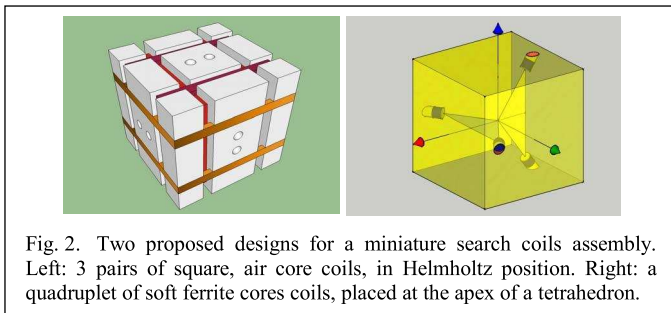 Fig. 2. Two proposed designs for a miniature search coils assembly.
Left: 3 pairs of square, air core coils, in Helmholtz position. Right: a
quadruplet of soft ferrite cores coils, placed at the apex of a tetrahedron.